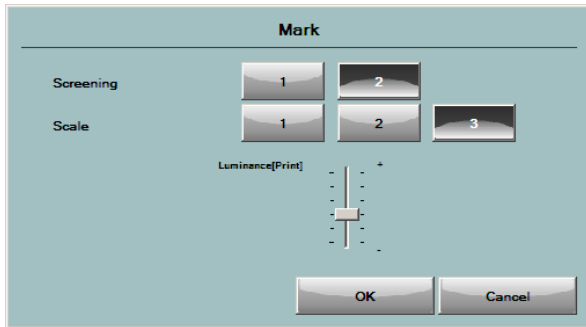 Mark
Screening 1 2
Scale 1 2 3
Luminance[Print]
+
-
OK Cancel